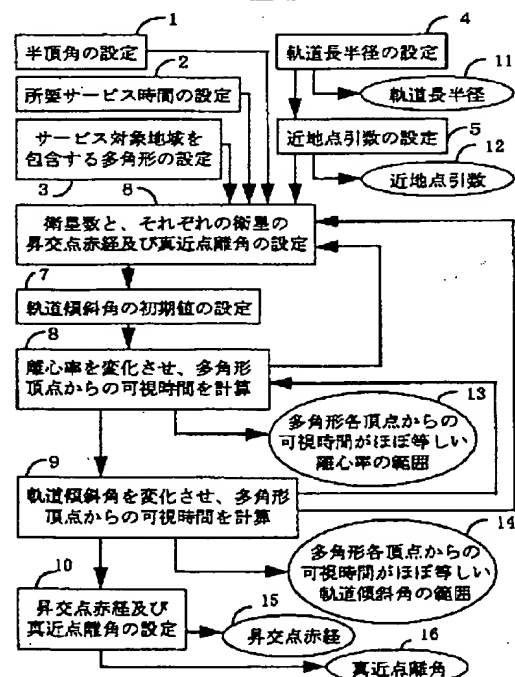 1
半頂角の設定
2
所要サービス時間の設定
サービス対象地域を
包含する多角形の設定
3
4
軌道長半径の設定
11
軌道長半径
近地点引数の設定
5
12
近地点引数
6
衛星数と、それぞれの衛星の
昇交点赤経及び真近点離角の設定
7
軌道傾斜角の初期値の設定
8
離心率を変化させ、多角形
頂点からの可視時間を計算
13
多角形各頂点からの
可視時間がほぼ等しい
離心率の範囲
9
軌道傾斜角を変化させ、多角形
頂点からの可視時間を計算
14
多角形各頂点からの
可視時間がほぼ等しい
軌道傾斜角の範囲
10
昇交点赤経及び
真近点離角の設定
15
昇交点赤経
16
真近点離角